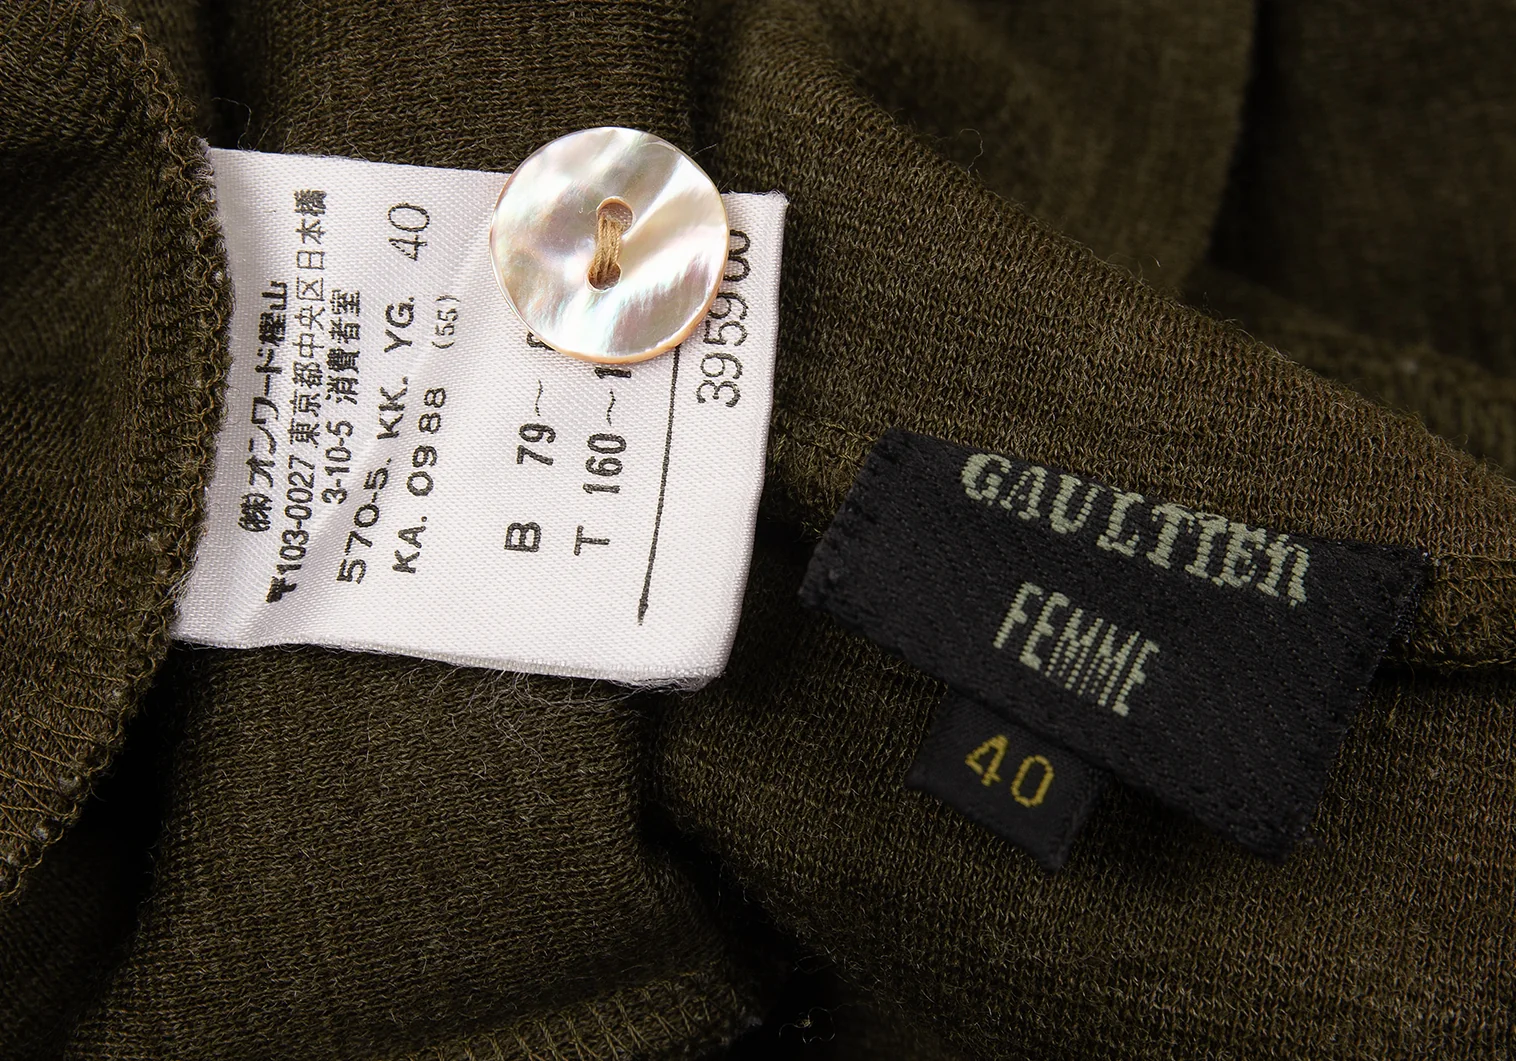 (株)オンワード樫山
〒103-0027 東京都中央区日本橋
3-10-5 消費者室
570-5. KK. YG. 40
KA. 0988 (55)
B 79~
T 160~1
395900
GAULTIER
FEMME
40